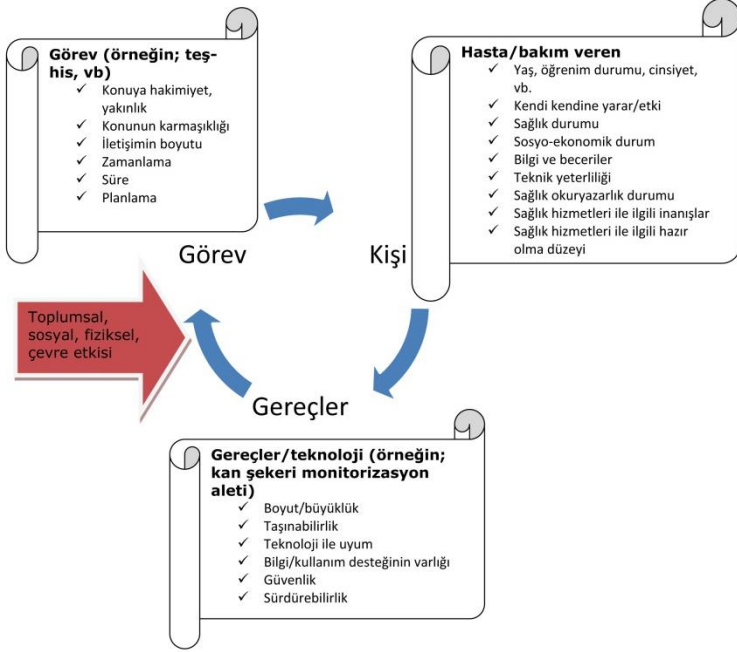 Görev (örneğin; teş-
his, vb)
✓ Konuya hakimiyet,
yakınlık
✓ Konunun karmaşıklığı
✓ İletişimin boyutu
✓ Zamanlama
✓ Süre
✓ Planlama
Hasta/bakım veren
✓ Yaş, öğrenim durumu, cinsiyet,
vb.
✓ Kendi kendine yarar/etki
✓ Sağlık durumu
✓ Sosyo-ekonomik durum
✓ Bilgi ve beceriler
✓ Teknik yeterliliği
✓ Sağlık okuryazarlık durumu
✓ Sağlık hizmetleri ile ilgili inanışlar
✓ Sağlık hizmetleri ile ilgili hazır
olma düzeyi
Görev
Kişi
Toplumsal,
sosyal, fiziksel,
çevre etkisi
Gereçler
Gereçler/teknoloji (örneğin;
kan şekeri monitorizasyon
aleti)
✓ Boyut/büyüklük
✓ Taşınabilirlik
✓ Teknoloji ile uyum
✓ Bilgi/kullanım desteğinin varlığı
✓ Güvenlik
✓ Sürdürebilirlik